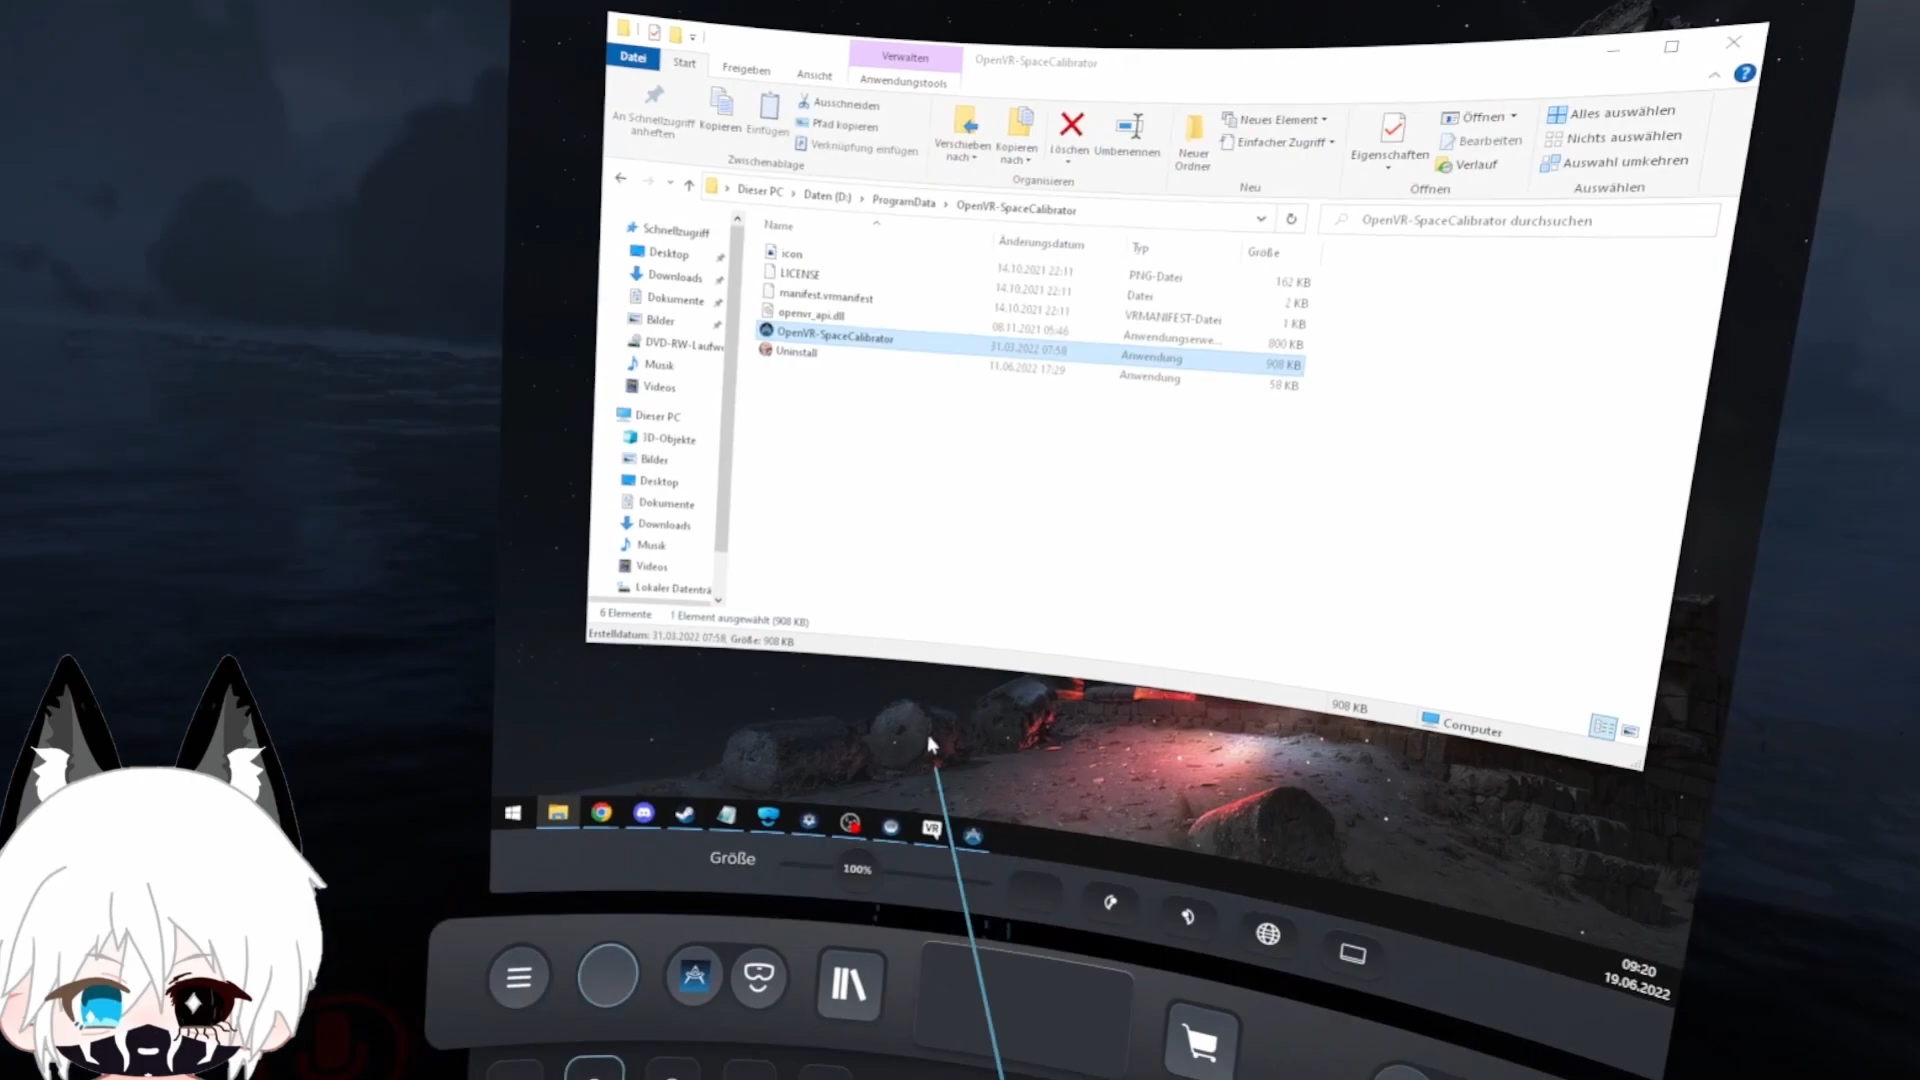 Verwalten
OpenVR-SpaceCalibrator
Datei
Start
Freigeben
Ansicht
Anwendungstools
An Schnellzugriff
anheften
Kopieren
Einfügen
Ausschneiden
Pfad kopieren
Verknüpfung einfügen
Zwischenablage
Verschieben
nach
Kopieren
nach
Löschen
Umbenennen
Organisieren
Neuer
Ordner
Neues Element
Einfacher Zugriff
Neu
Eigenschaften
Öffnen
Bearbeiten
Verlauf
Öffnen
Alles auswählen
Nichts auswählen
Auswahl umkehren
Auswählen
Dieser PC > Daten (D:) > ProgramData > OpenVR-SpaceCalibrator
OpenVR-SpaceCalibrator durchsuchen
Schnellzugriff
Desktop
Downloads
Dokumente
Bilder
DVD-RW-Laufw
Musik
Videos
Dieser PC
3D-Objekte
Bilder
Desktop
Dokumente
Downloads
Musik
Videos
Lokaler Datenträ
Name Änderungsdatum Typ Größe
icon 14.10.2021 22:11 PNG-Datei 162 KB
LICENSE 14.10.2021 22:11 Datei 2 KB
manifest.vrmanifest 14.10.2021 22:11 VRMANIFEST-Datei 1 KB
openvr_api.dll 08.11.2021 05:46 Anwendungserwe... 800 KB
OpenVR-SpaceCalibrator 31.03.2022 07:58 Anwendung 908 KB
Uninstall 11.06.2022 17:29 Anwendung 58 KB
6 Elemente 1 Element ausgewählt (908 KB)
Erstelldatum: 31.03.2022 07:58, Größe: 908 KB
908 KB
Computer
VR
Größe
100%
09:20
19.06.2022